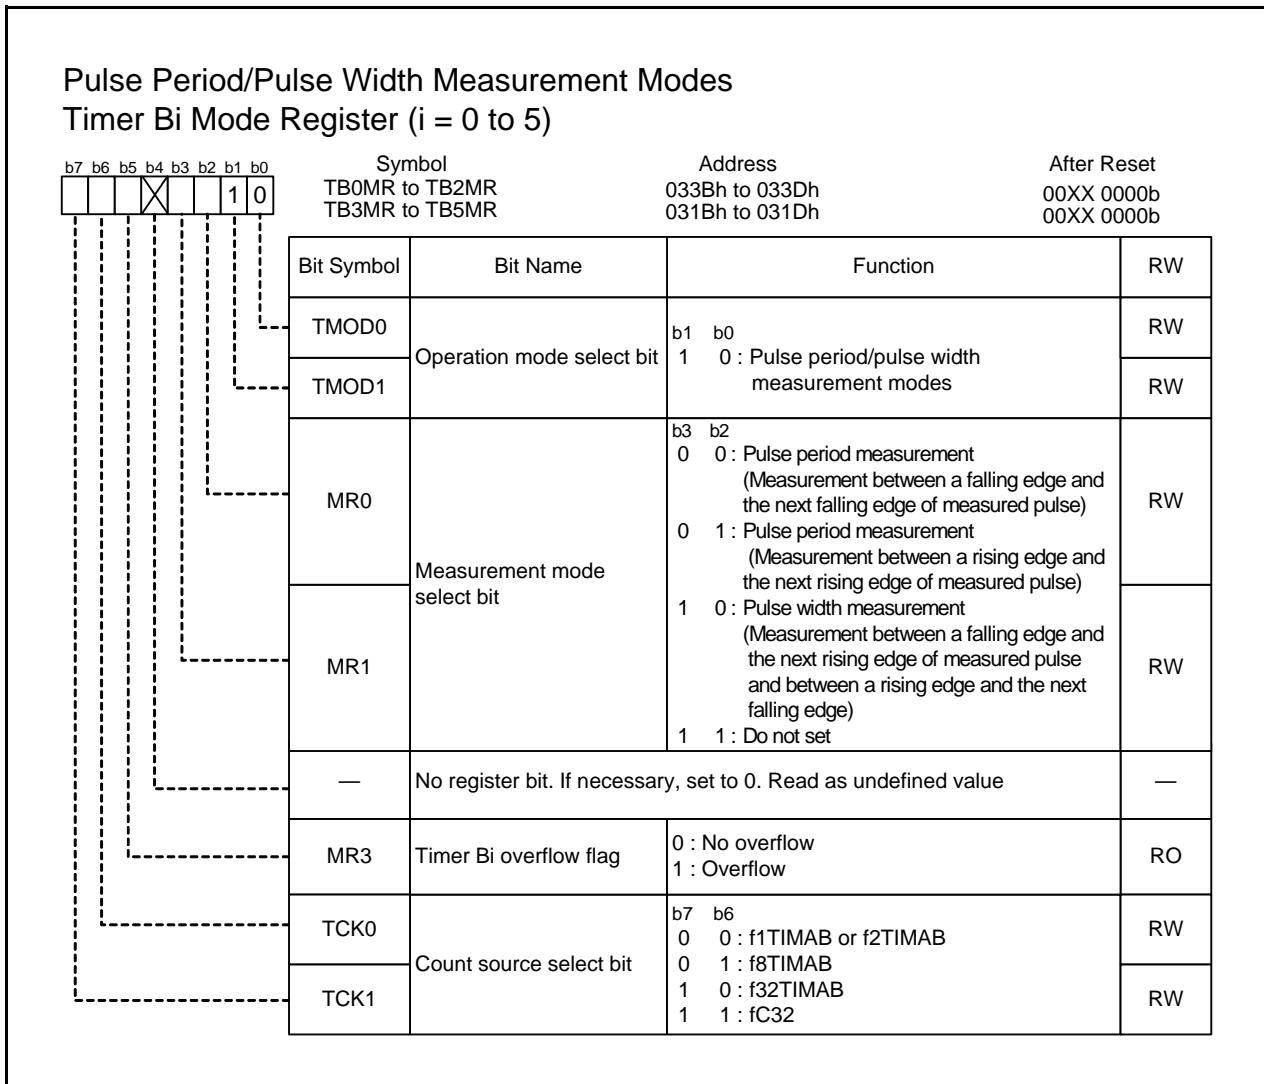 Pulse Period/Pulse Width Measurement Modes
Timer Bi Mode Register (i = 0 to 5)
b7 b6 b5 b4 b3 b2 b1 b0
1 0
Symbol Address After Reset
TB0MR to TB2MR 033Bh to 033Dh 00XX 0000b
TB3MR to TB5MR 031Bh to 031Dh 00XX 0000b
Bit Symbol Bit Name Function RW
TMOD0 RW
Operation mode select bit
b1 b0
1 0 : Pulse period/pulse width
measurement modes
TMOD1 RW
MR0 RW
Measurement mode
select bit
b3 b2
0 0 : Pulse period measurement
(Measurement between a falling edge and
the next falling edge of measured pulse)
0 1 : Pulse period measurement
(Measurement between a rising edge and
the next rising edge of measured pulse)
1 0 : Pulse width measurement
(Measurement between a falling edge and
the next rising edge of measured pulse
and between a rising edge and the next
falling edge)
1 1 : Do not set
MR1 RW
— No register bit. If necessary, set to 0. Read as undefined value —
MR3 Timer Bi overflow flag RO
0 : No overflow
1 : Overflow
TCK0 RW
Count source select bit
b7 b6
0 0 : f1TIMAB or f2TIMAB
0 1 : f8TIMAB
1 0 : f32TIMAB
1 1 : fC32
TCK1 RW